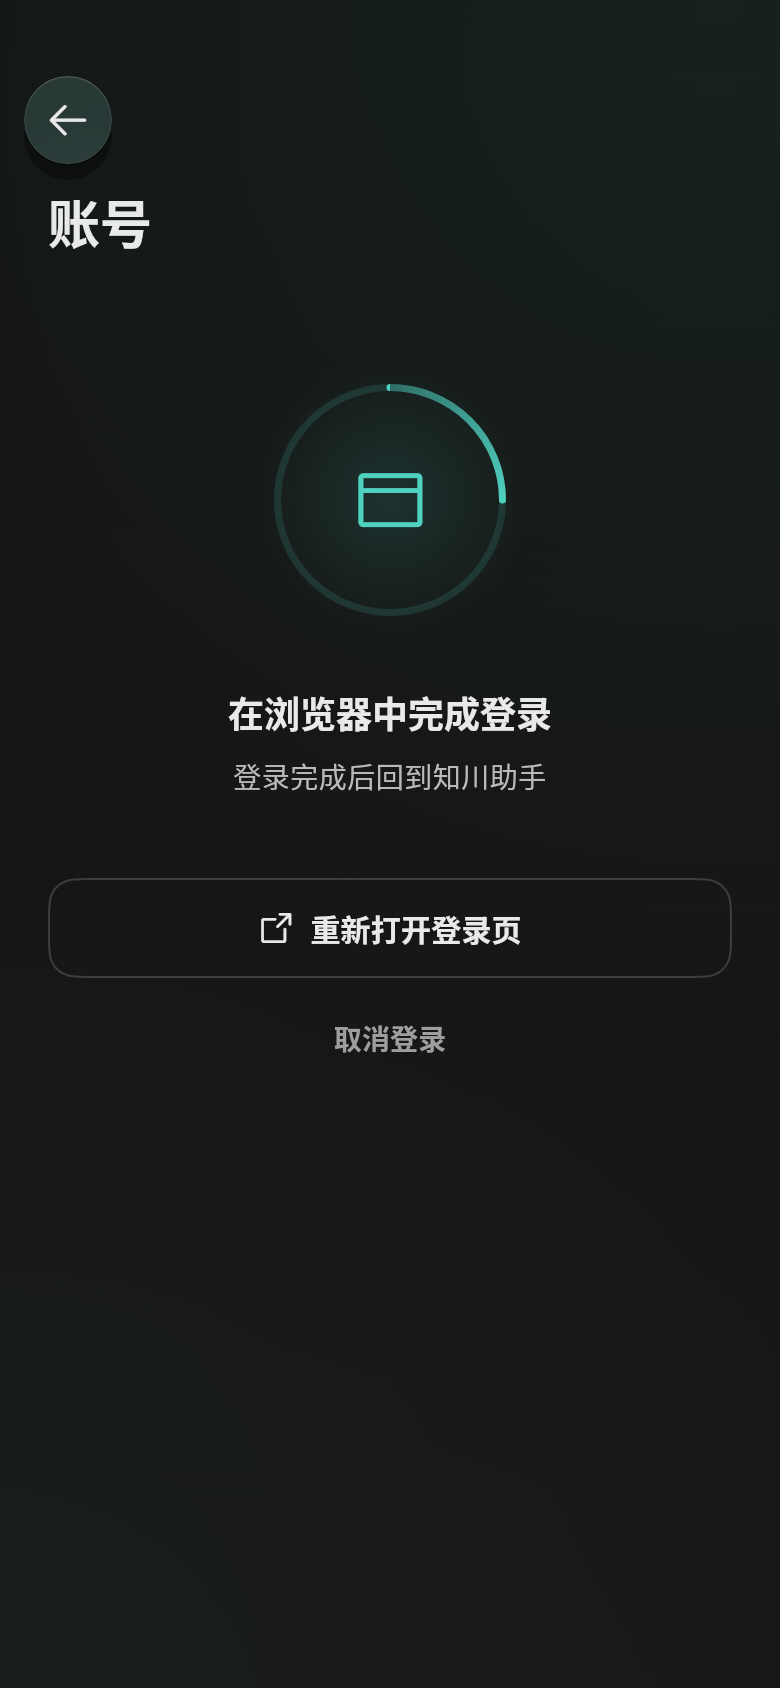 账号
在浏览器中完成登录
登录完成后回到知川助手
重新打开登录页
取消登录